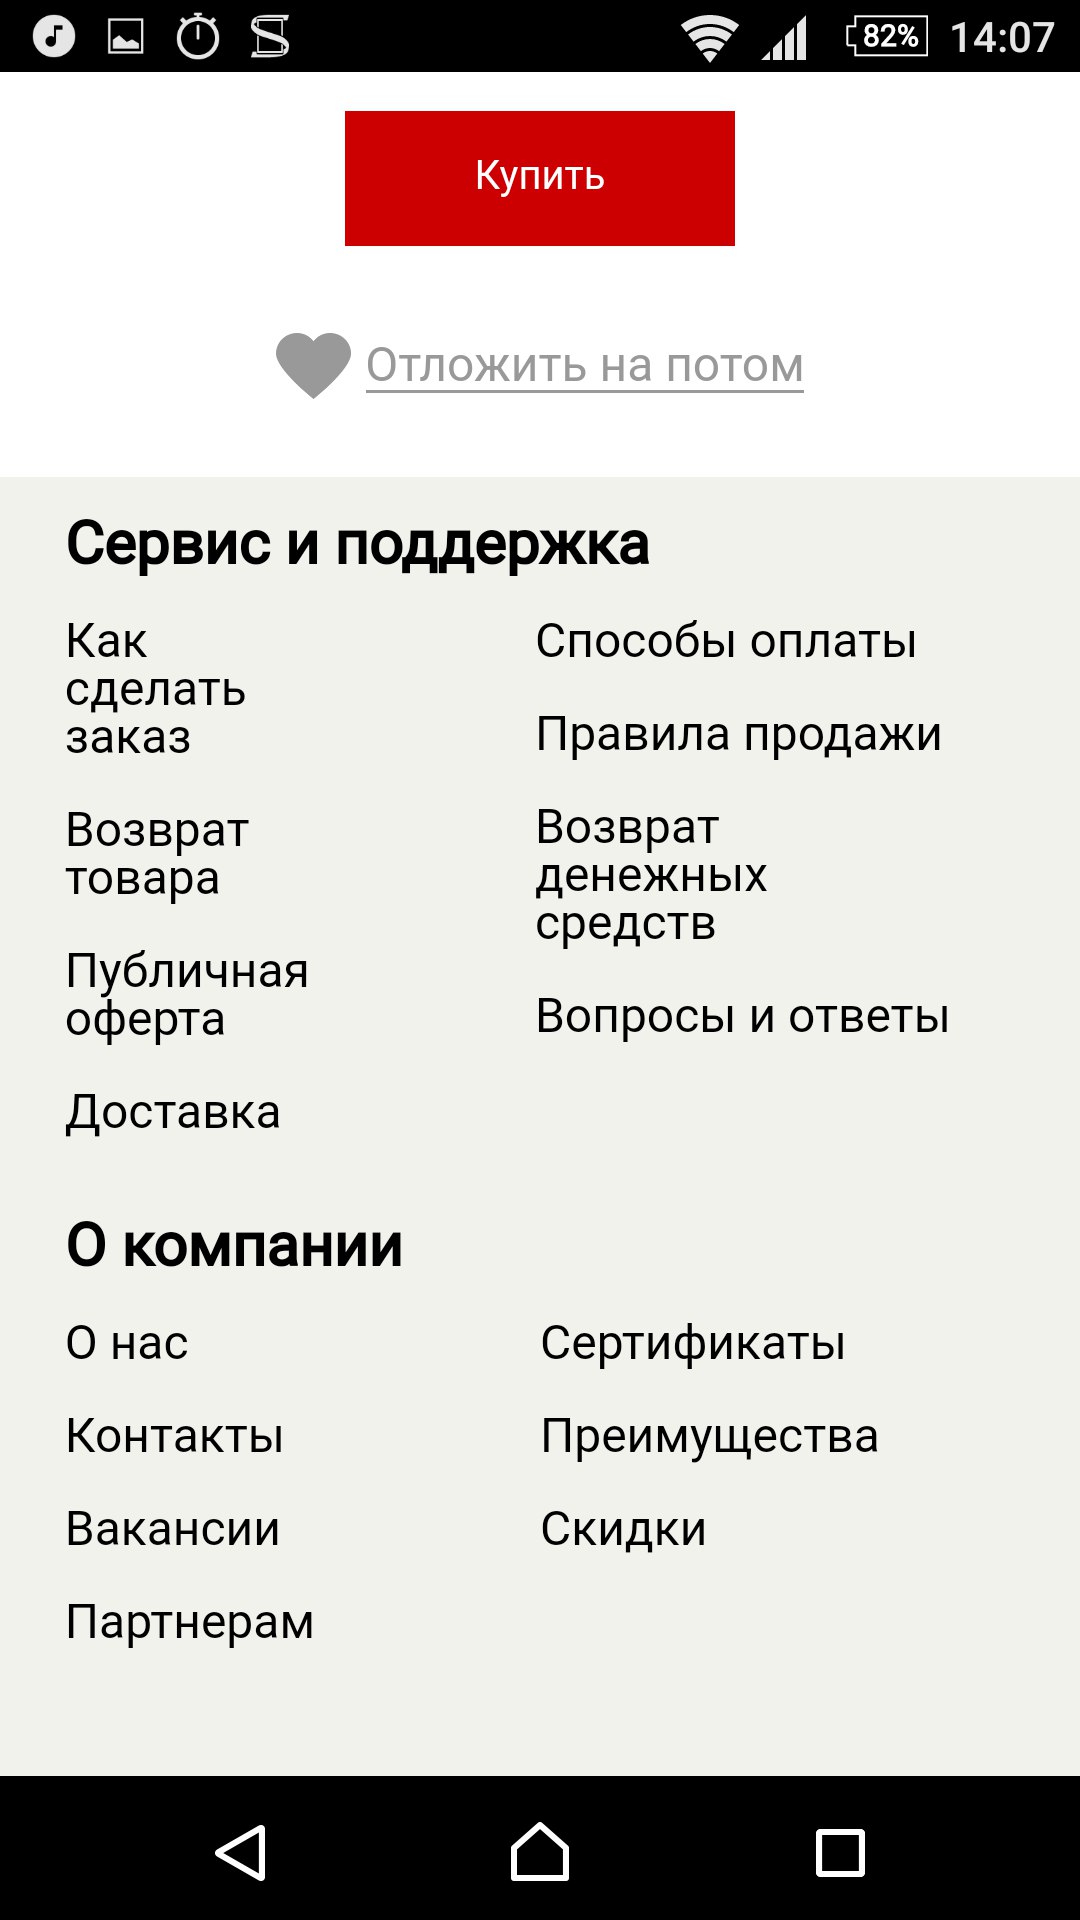 82% 14:07
Купить
Отложить на потом
Сервис и поддержка
Как
сделать
заказ
Возврат
товара
Публичная
оферта
Доставка
Способы оплаты
Правила продажи
Возврат
денежных
средств
Вопросы и ответы
О компании
О нас
Контакты
Вакансии
Партнерам
Сертификаты
Преимущества
Скидки